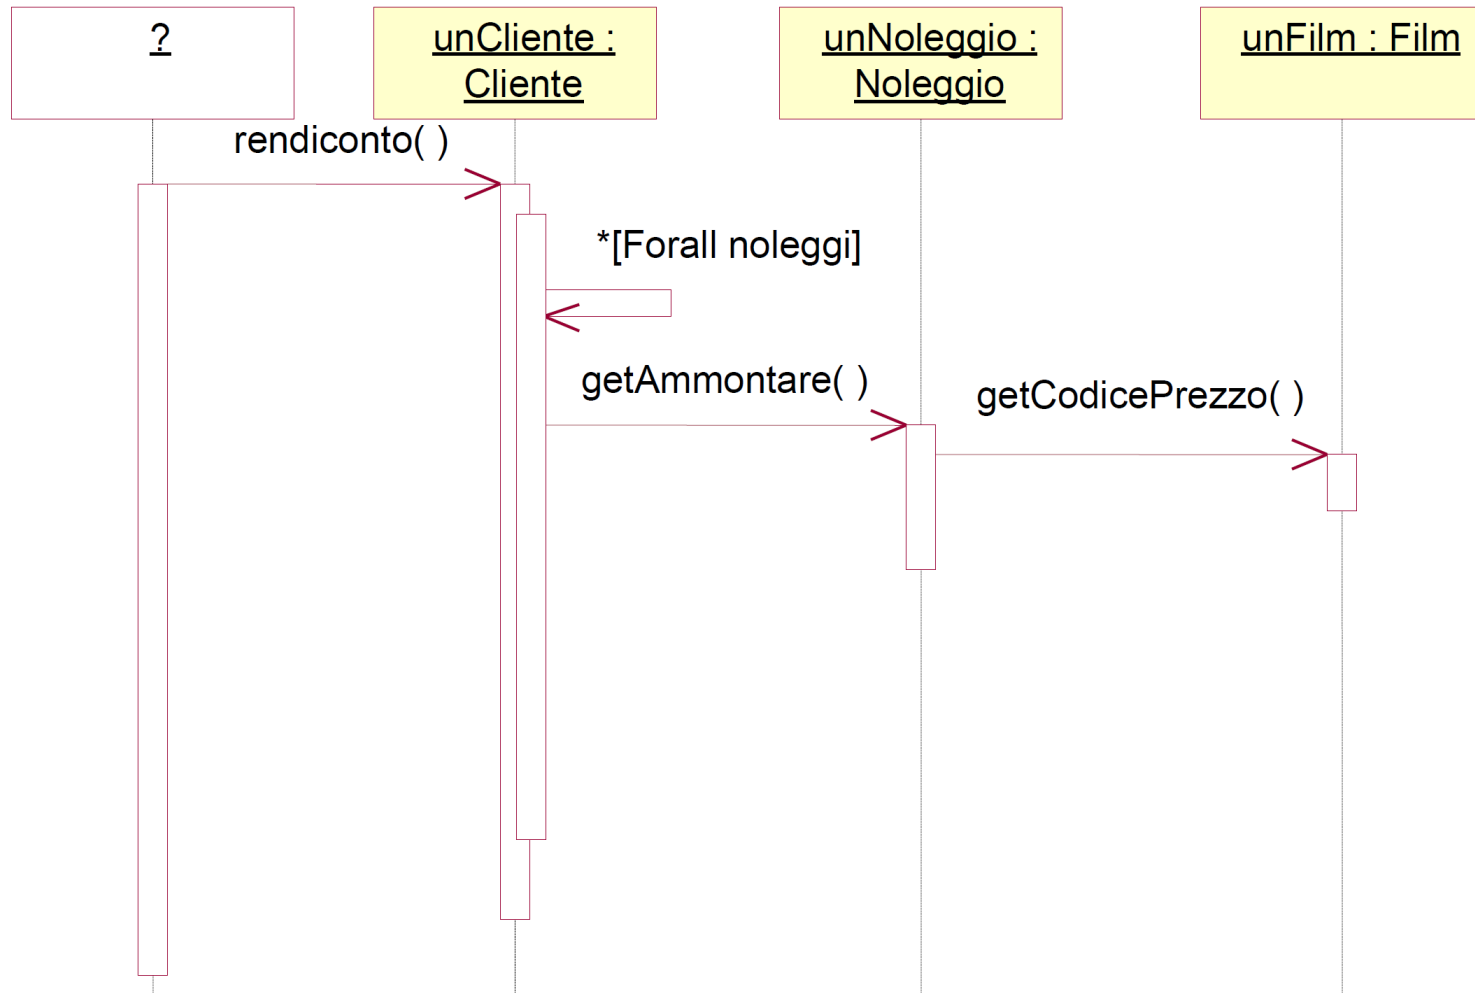 ?
unCliente :
Cliente
unNoleggio :
Noleggio
unFilm : Film
rendiconto( )
*[Forall noleggi]
getAmmontare( )
getCodicePrezzo( )